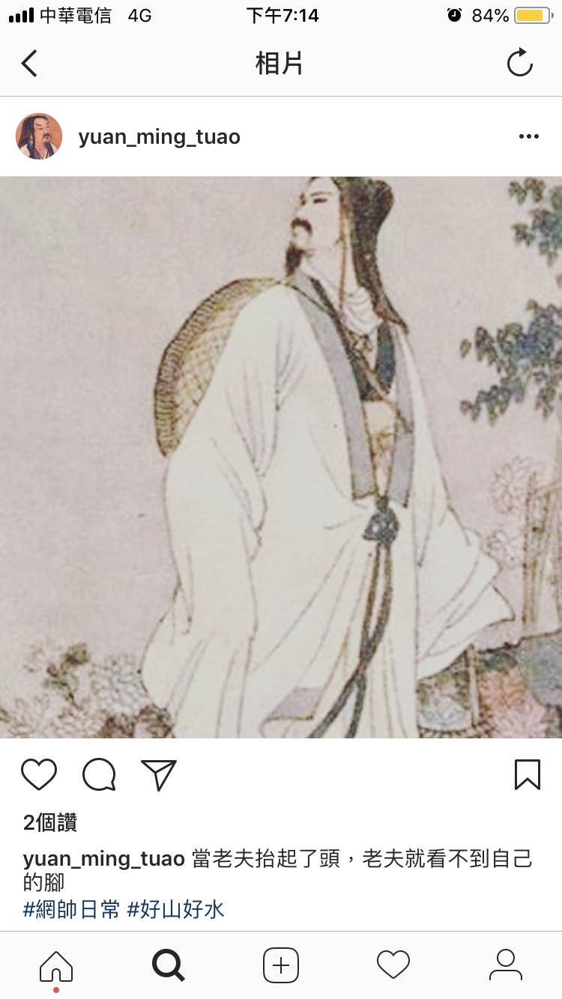 中華電信 4G 下午7:14 84%
相片
yuan_ming_tuao
2個讚
yuan_ming_tuao 當老夫抬起了頭，老夫就看不到自己
的腳
#網帥日常 #好山好水